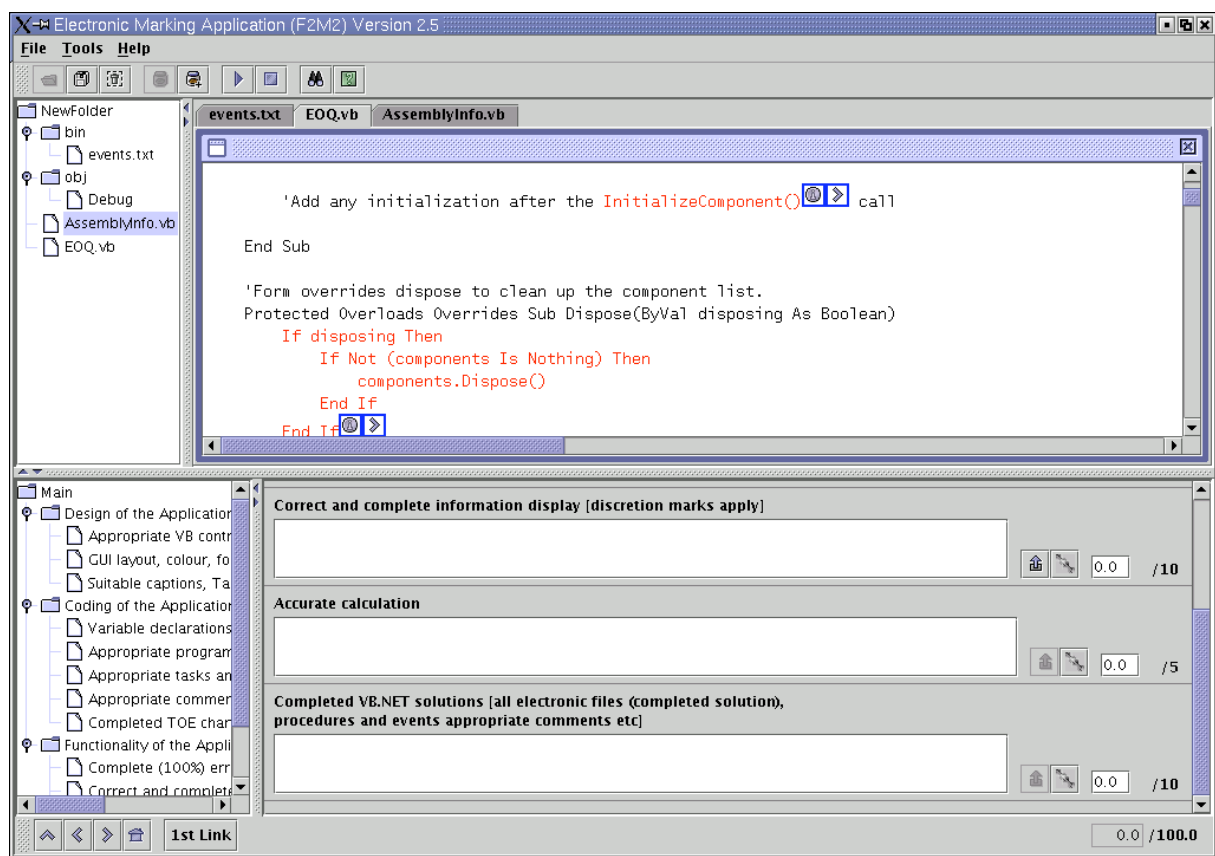 Electronic Marking Application (F2M2) Version 2.5
File Tools Help
NewFolder
bin
events.txt
obj
Debug
AssemblyInfo.vb
EOQ.vb
events.txt EOQ.vb AssemblyInfo.vb
'Add any initialization after the InitializeComponent() call
End Sub
'Form overrides dispose to clean up the component list.
Protected Overloads Overrides Sub Dispose(ByVal disposing As Boolean)
If disposing Then
If Not (components Is Nothing) Then
components.Dispose()
End If
End If
Main
Design of the Application
Appropriate VB contr
GUI layout, colour, fo
Suitable captions, Ta
Coding of the Application
Variable declarations
Appropriate program
Appropriate tasks an
Appropriate commer
Completed TOE char
Functionality of the Appli
Complete (100%) err
Correct and complete
Correct and complete information display [discretion marks apply]
0.0 /10
Accurate calculation
0.0 /5
Completed VB.NET solutions [all electronic files (completed solution),
procedures and events appropriate comments etc]
0.0 /10
1st Link
0.0 /100.0